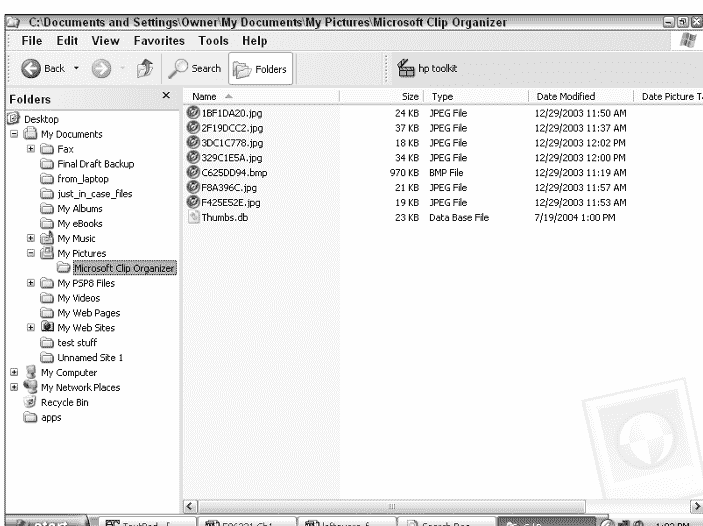 C:\Documents and Settings\Owner\My Documents\My Pictures\Microsoft Clip Organizer
File Edit View Favorites Tools Help
Back Search Folders hp toolkit
Folders ×
Name Size Type Date Modified Date Picture T
Desktop
My Documents
Fax
Final Draft Backup
from_laptop
just_in_case_files
My Albums
My eBooks
My Music
My Pictures
Microsoft Clip Organizer
My PSP8 Files
My Videos
My Web Pages
My Web Sites
test stuff
Unnamed Site 1
My Computer
My Network Places
Recycle Bin
apps
1BF1DA20.jpg 24 KB JPEG File 12/29/2003 11:50 AM
2F19DCC2.jpg 37 KB JPEG File 12/29/2003 11:37 AM
3DC1C778.jpg 18 KB JPEG File 12/29/2003 12:02 PM
329C1E5A.jpg 34 KB JPEG File 12/29/2003 12:00 PM
C625DD94.bmp 970 KB BMP File 12/29/2003 11:19 AM
F8A396C.jpg 21 KB JPEG File 12/29/2003 11:57 AM
F425E52E.jpg 19 KB JPEG File 12/29/2003 11:53 AM
Thumbs.db 23 KB Data Base File 7/19/2004 1:00 PM
start TextPad